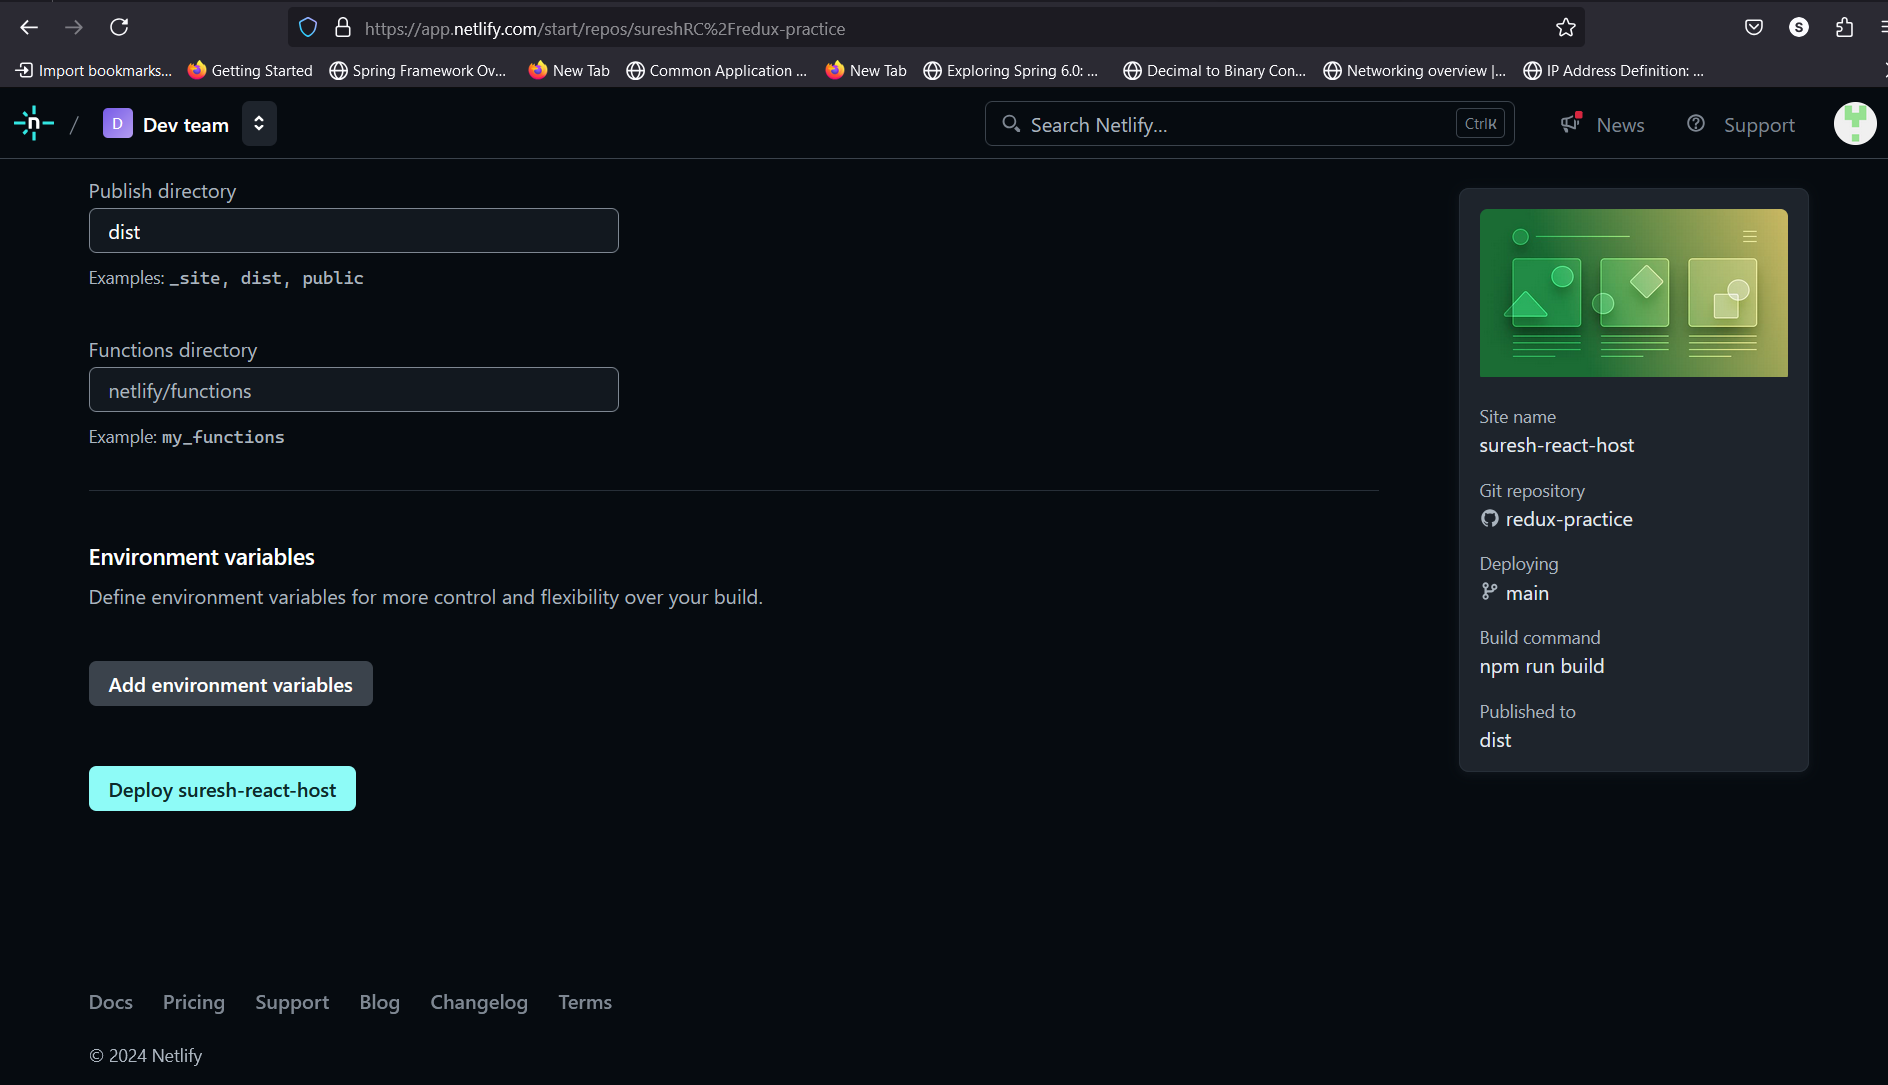 https://app.netlify.com/start/repos/sureshRC%2Fredux-practice
S
Import bookmarks... Getting Started Spring Framework Ov... New Tab Common Application ... New Tab Exploring Spring 6.0: ... Decimal to Binary Con... Networking overview |... IP Address Definition: ...
n / D Dev team Search Netlify... CtrlK News Support
Publish directory
dist
Examples: _site, dist, public
Functions directory
netlify/functions
Example: my_functions
Environment variables
Define environment variables for more control and flexibility over your build.
Add environment variables
Deploy suresh-react-host
Site name
suresh-react-host
Git repository
redux-practice
Deploying
main
Build command
npm run build
Published to
dist
Docs Pricing Support Blog Changelog Terms
© 2024 Netlify